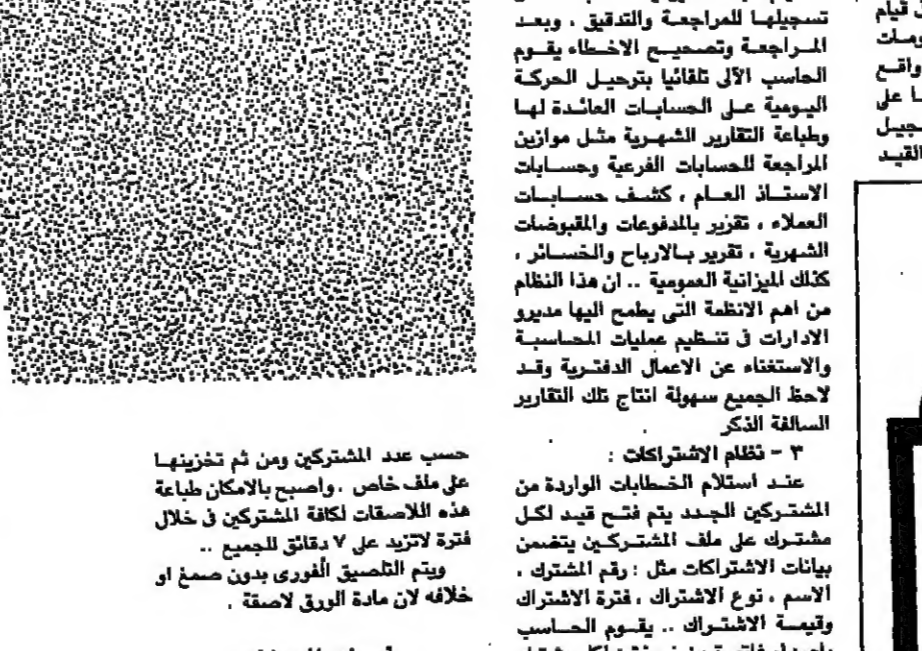 قيام
ومات
واقع
ا على
جيل
القيد
تسجيلها للمراجعة والتدقيق . وبعد
المراجعة وتصحيح الاخطاء يقوم
الحاسب الآلى تلقائيا بترحيل الحركة
اليومية على الحسابات العائدة لها
وطباعة التقارير الشهرية مثل موازين
المراجعة للحسابات الفرعية وحسابات
الاستاذ العام ، كشف حسابات
العملاء ، تقرير بالمدفوعات والمقبوضات
الشهرية ، تقرير بالارباح والخسائر ،
كذلك الميزانية العمومية .. ان هذا النظام
من اهم الانظمة التى يطمح اليها مديرو
الادارات فى تنظيم عمليات المحاسبة
والاستغناء عن الاعمال الدفترية وقد
لاحظ الجميع سهولة انتاج تلك التقارير
السالفة الذكر
٣ - نظام الاشتراكات :
عند استلام الخطابات الواردة من
المشتركين الجدد يتم فتح قيد لكل
مشترك على ملف المشتركين يتضمن
بيانات الاشتراكات مثل : رقم المشترك ،
الاسم ، نوع الاشتراك ، فترة الاشتراك
وقيمة الاشتراك .. يقوم الحاسب
حسب عدد المشتركين ومن ثم تخزينها
على ملف خاص . واصبح بالامكان طباعة
هذه اللاصقات لكافة المشتركين فى خلال
فترة لاتزيد على ٧ دقائق للجميع ..
ويتم التلصيق الفورى بدون صمغ او
خلافه لان مادة الورق لاصقة .